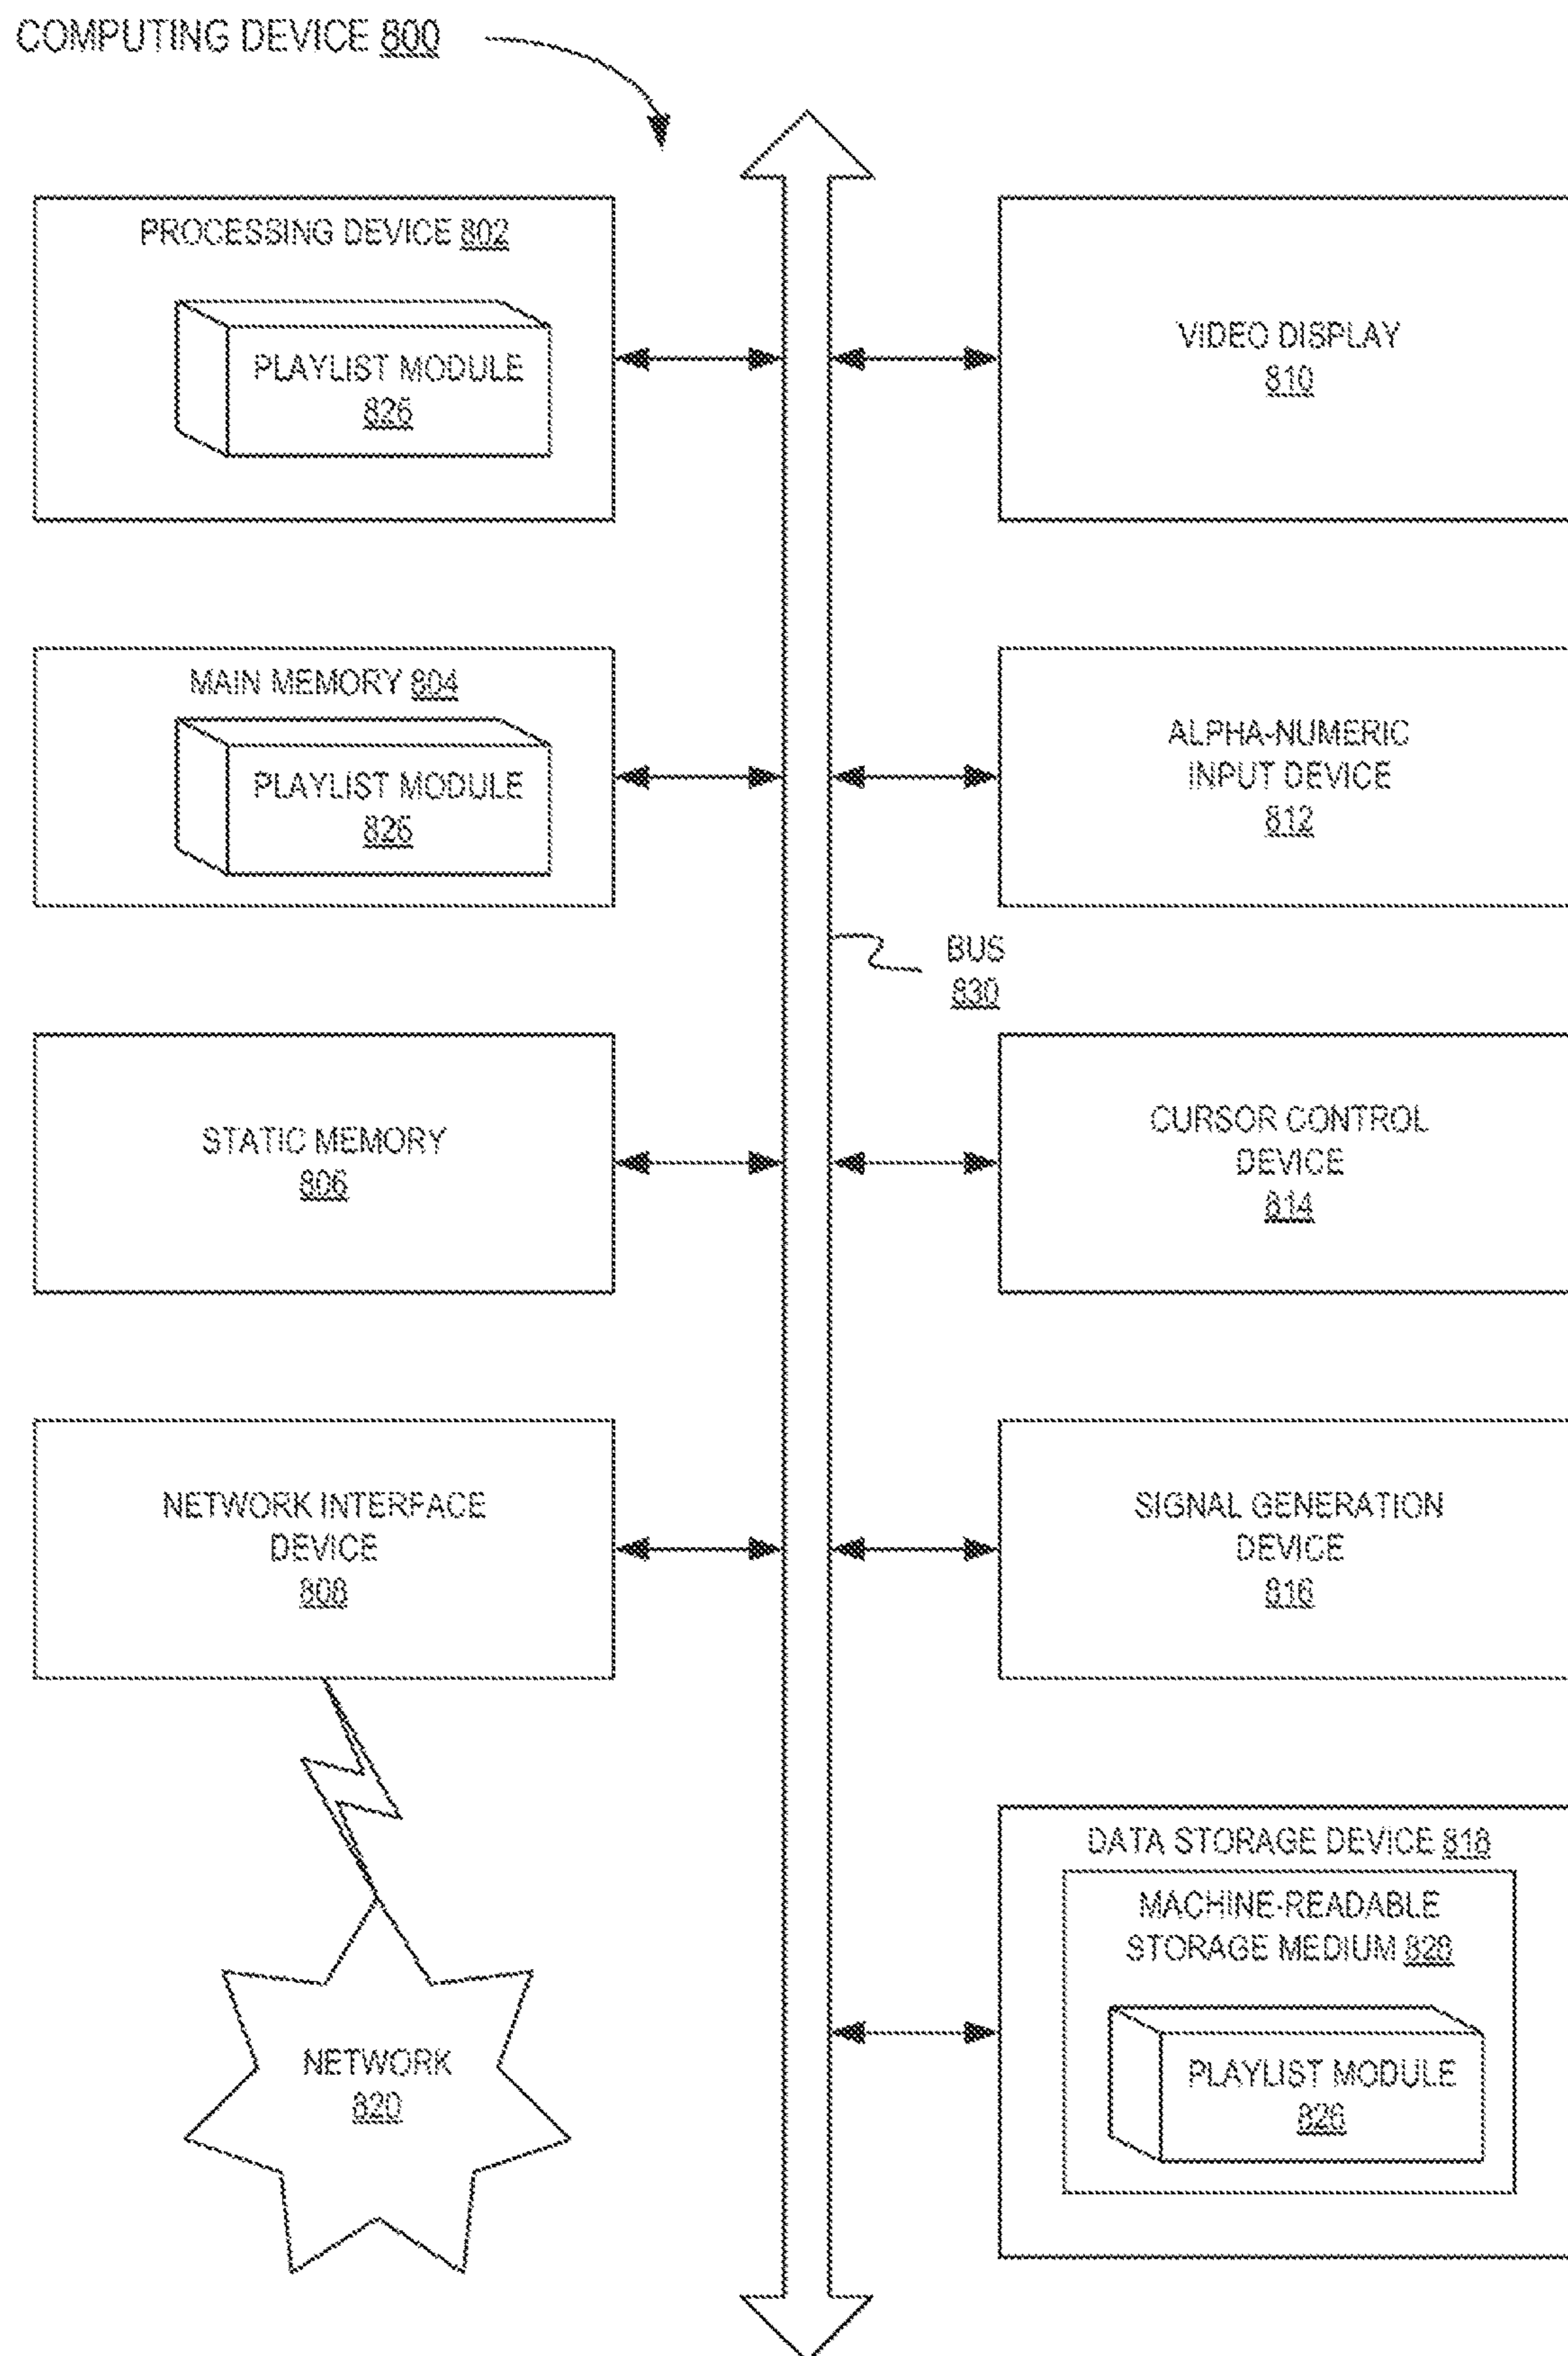 COMPUTING DEVICE 800
PROCESSING DEVICE 802
PLAYLIST MODULE
826
VIDEO DISPLAY
810
MAIN MEMORY 804
PLAYLIST MODULE
826
ALPHA-NUMERIC
INPUT DEVICE
812
BUS
830
STATIC MEMORY
806
CURSOR CONTROL
DEVICE
814
NETWORK INTERFACE
DEVICE
808
SIGNAL GENERATION
DEVICE
816
DATA STORAGE DEVICE 818
MACHINE-READABLE
STORAGE MEDIUM 828
PLAYLIST MODULE
826
NETWORK
820